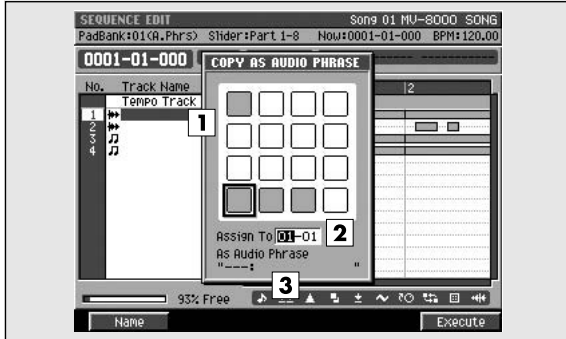 SEQUENCE EDIT Song 01 MV-8000 SONG
PadBank:01(A.Phrs) Slider:Part 1-8 Now:0001-01-000 BPM:120.00
0001-01-000
COPY AS AUDIO PHRASE
No. Track Name 2
Tempo Track
1
2
3
4
1
Assign To 01-01 2
As Audio Phrase
"---: "
3
93% Free
Name Execute